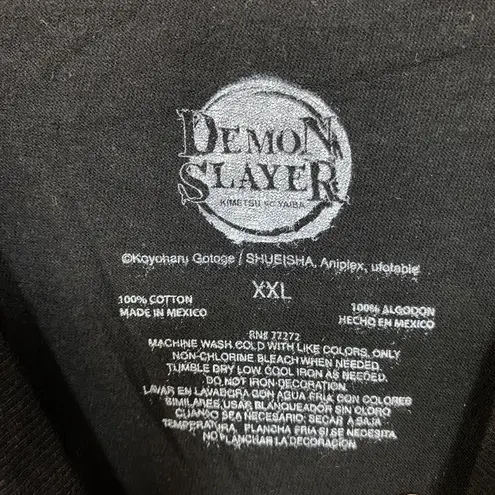 DEMON
SLAYER
KIMETSU NO YAIBA
©Koyoharu Gotoge / SHUEISHA, Aniplex, ufotable
XXL
100% COTTON
MADE IN MEXICO
100% ALGODON
HECHO EN MEXICO
RN# 77272
MACHINE WASH COLD WITH LIKE COLORS, ONLY
NON-CHLORINE BLEACH WHEN NEEDED.
TUMBLE DRY LOW. COOL IRON AS NEEDED.
DO NOT IRON DECORATION.
LAVAR EN LAVADORA CON AGUA FRIA CON COLORES
SIMILARES, USAR BLANQUEADOR SIN CLORO
CUANDO SEA NECESARIO; SECAR A BAJA
TEMPERATURA. PLANCHA FRIA SI SE NECESITA
NO PLANCHAR LA DECORACION